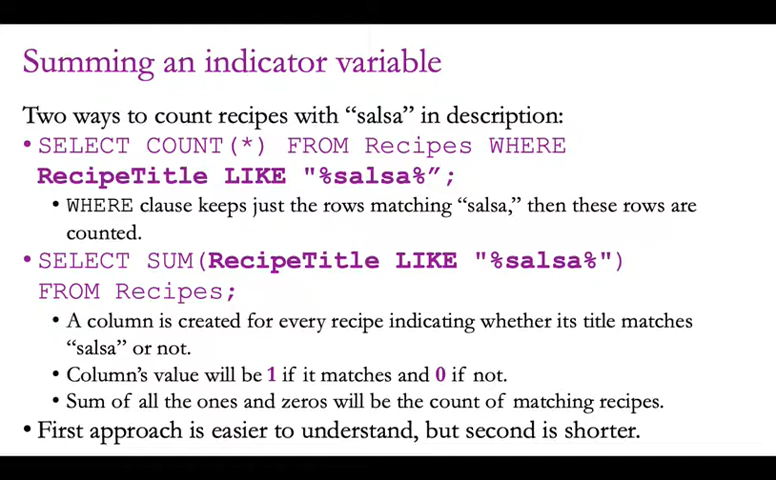 Summing an indicator variable
Two ways to count recipes with “salsa” in description:
• SELECT COUNT(*) FROM Recipes WHERE
RecipeTitle LIKE "%salsa%”;
• WHERE clause keeps just the rows matching “salsa,” then these rows are
counted.
• SELECT SUM(RecipeTitle LIKE "%salsa%")
FROM Recipes;
• A column is created for every recipe indicating whether its title matches
“salsa” or not.
• Column’s value will be 1 if it matches and 0 if not.
• Sum of all the ones and zeros will be the count of matching recipes.
• First approach is easier to understand, but second is shorter.